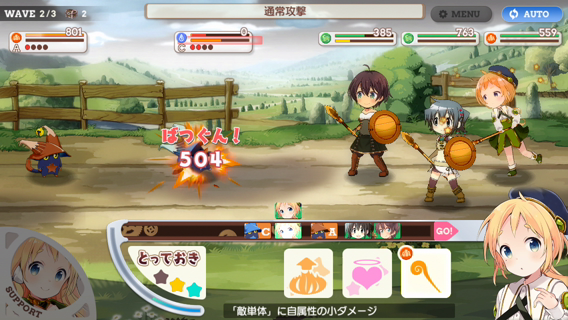 WAVE 2/3 2
通常攻撃
MENU
AUTO
801
A
0
C
385
763
559
ばつぐん!
504
C
A
GO!
とっておき
SUPPORT
「敵単体」に自属性の小ダメージ